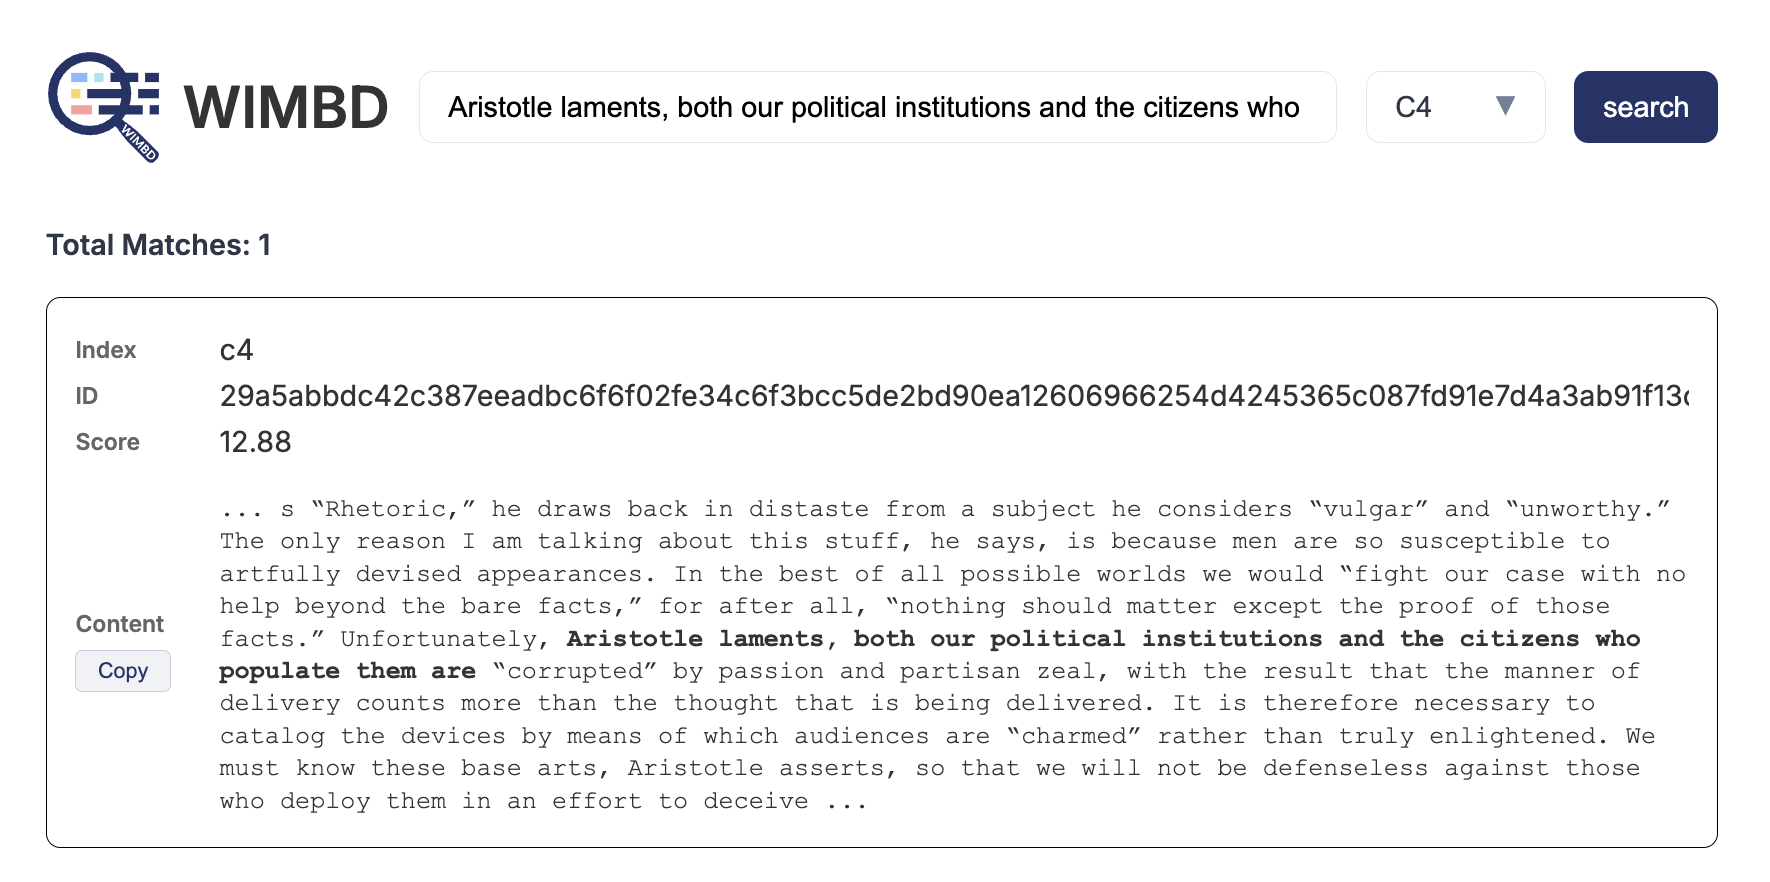 WIMBD
WIMBD
Aristotle laments, both our political institutions and the citizens who
C4
search
Total Matches: 1
Index
c4
ID
29a5abbdc42c387eeadbc6f6f02fe34c6f3bcc5de2bd90ea12606966254d4245365c087fd91e7d4a3ab91f13
Score
12.88
Content
Copy
... s “Rhetoric,” he draws back in distaste from a subject he considers “vulgar” and “unworthy.”
The only reason I am talking about this stuff, he says, is because men are so susceptible to
artfully devised appearances. In the best of all possible worlds we would “fight our case with no
help beyond the bare facts,” for after all, “nothing should matter except the proof of those
facts.” Unfortunately, Aristotle laments, both our political institutions and the citizens who
populate them are “corrupted” by passion and partisan zeal, with the result that the manner of
delivery counts more than the thought that is being delivered. It is therefore necessary to
catalog the devices by means of which audiences are “charmed” rather than truly enlightened. We
must know these base arts, Aristotle asserts, so that we will not be defenseless against those
who deploy them in an effort to deceive ...